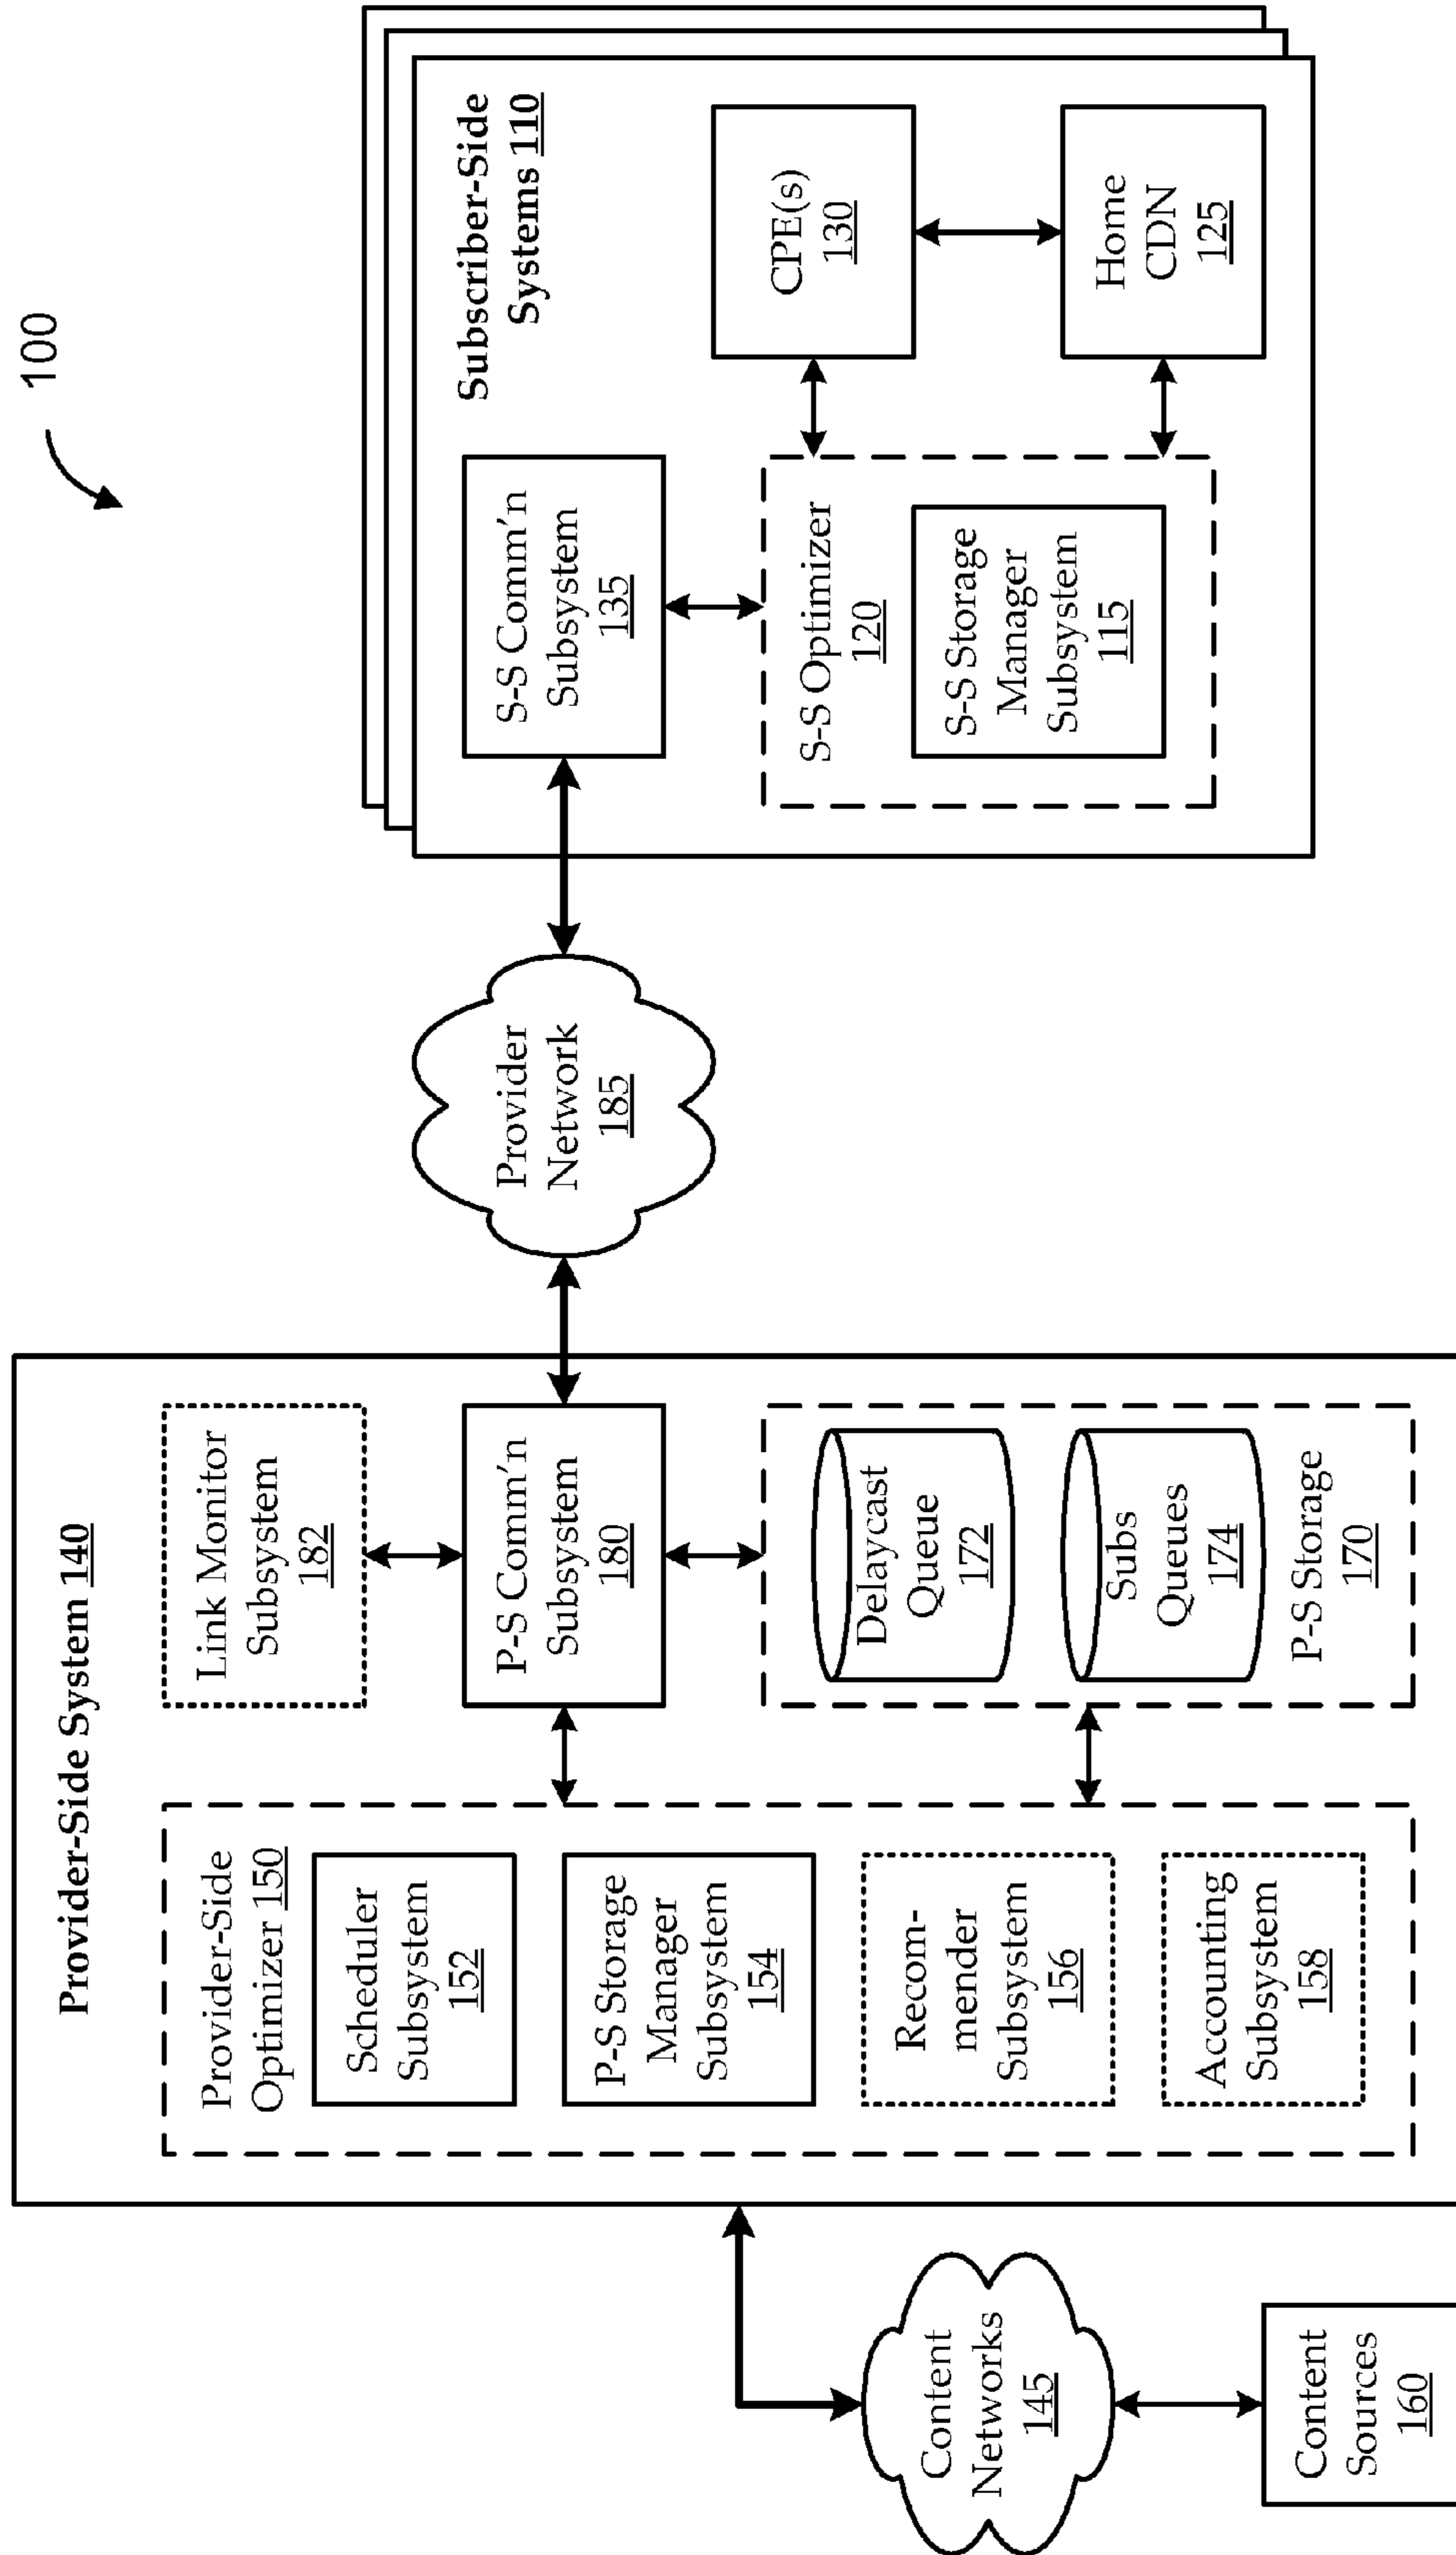 100
Provider-Side System 140
Provider-Side
Optimizer 150
Scheduler
Subsystem
152
P-S Storage
Manager
Subsystem
154
Recom-
mender
Subsystem
156
Accounting
Subsystem
158
Link Monitor
Subsystem
182
P-S Comm'n
Subsystem
180
Delaycast
Queue
172
Subs
Queues
174
P-S Storage
170
Content
Networks
145
Content
Sources
160
Provider
Network
185
Subscriber-Side
Systems 110
S-S Comm'n
Subsystem
135
S-S Optimizer
120
S-S Storage
Manager
Subsystem
115
CPE(s)
130
Home
CDN
125